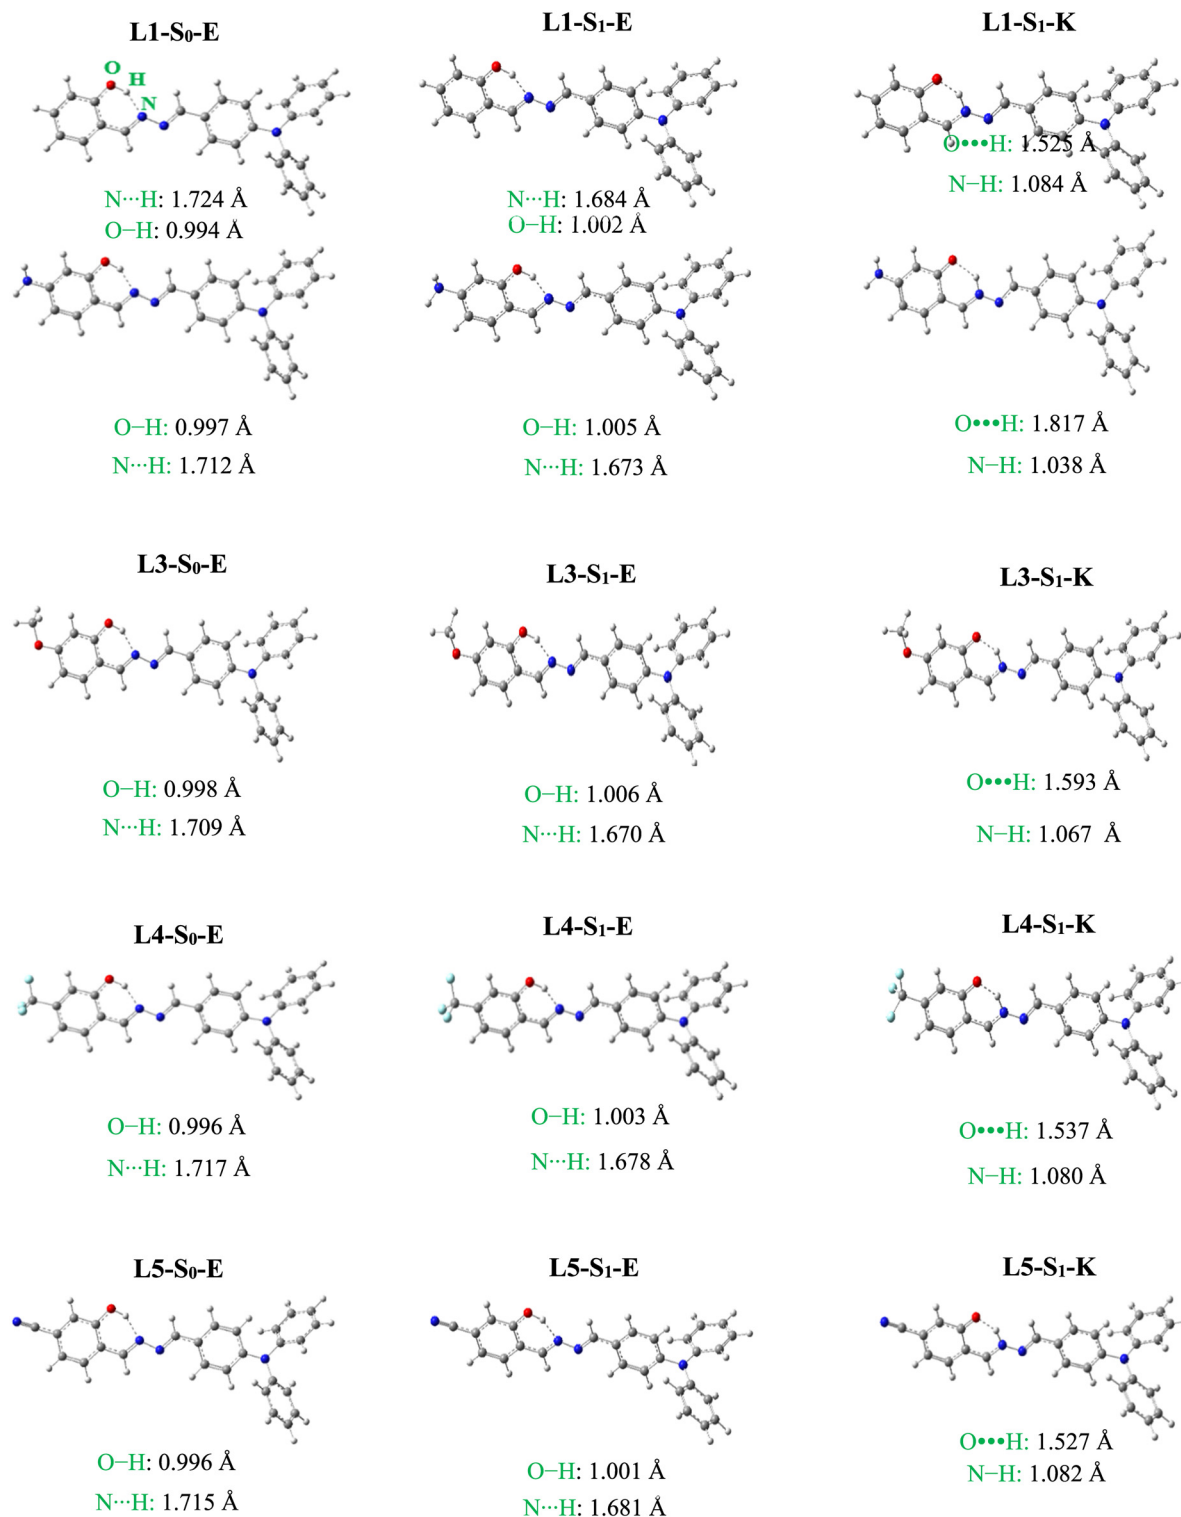 L1-S₀-E
L1-S₁-E
L1-S₁-K
O
H
N
N···H: 1.724 Å
O−H: 0.994 Å
N···H: 1.684 Å
O−H: 1.002 Å
O•••H: 1.525 Å
N−H: 1.084 Å
O−H: 0.997 Å
N···H: 1.712 Å
O−H: 1.005 Å
N···H: 1.673 Å
O•••H: 1.817 Å
N−H: 1.038 Å
L3-S₀-E
L3-S₁-E
L3-S₁-K
O−H: 0.998 Å
N···H: 1.709 Å
O−H: 1.006 Å
N···H: 1.670 Å
O•••H: 1.593 Å
N−H: 1.067 Å
L4-S₀-E
L4-S₁-E
L4-S₁-K
O−H: 0.996 Å
N···H: 1.717 Å
O−H: 1.003 Å
N···H: 1.678 Å
O•••H: 1.537 Å
N−H: 1.080 Å
L5-S₀-E
L5-S₁-E
L5-S₁-K
O−H: 0.996 Å
N···H: 1.715 Å
O−H: 1.001 Å
N···H: 1.681 Å
O•••H: 1.527 Å
N−H: 1.082 Å